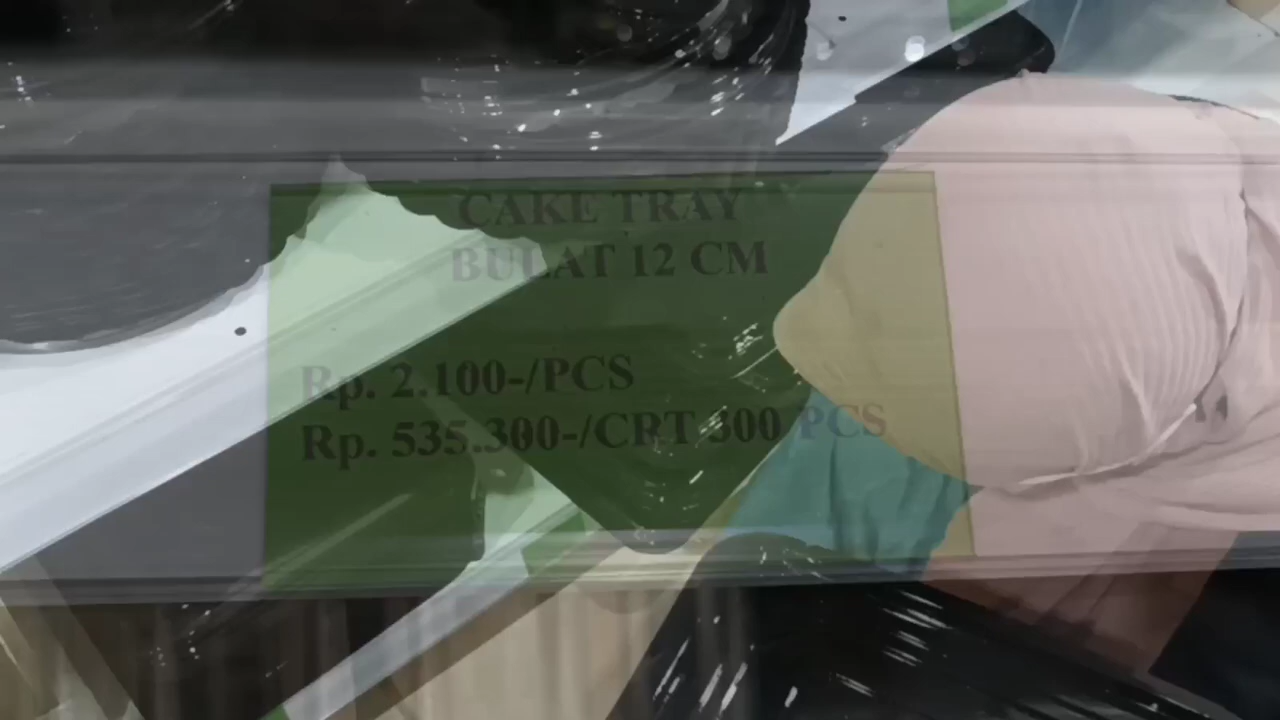 CAKE TRAY
BULAT 12 CM
Rp. 2.100-/PCS
Rp. 535.300-/CRT 300 PCS